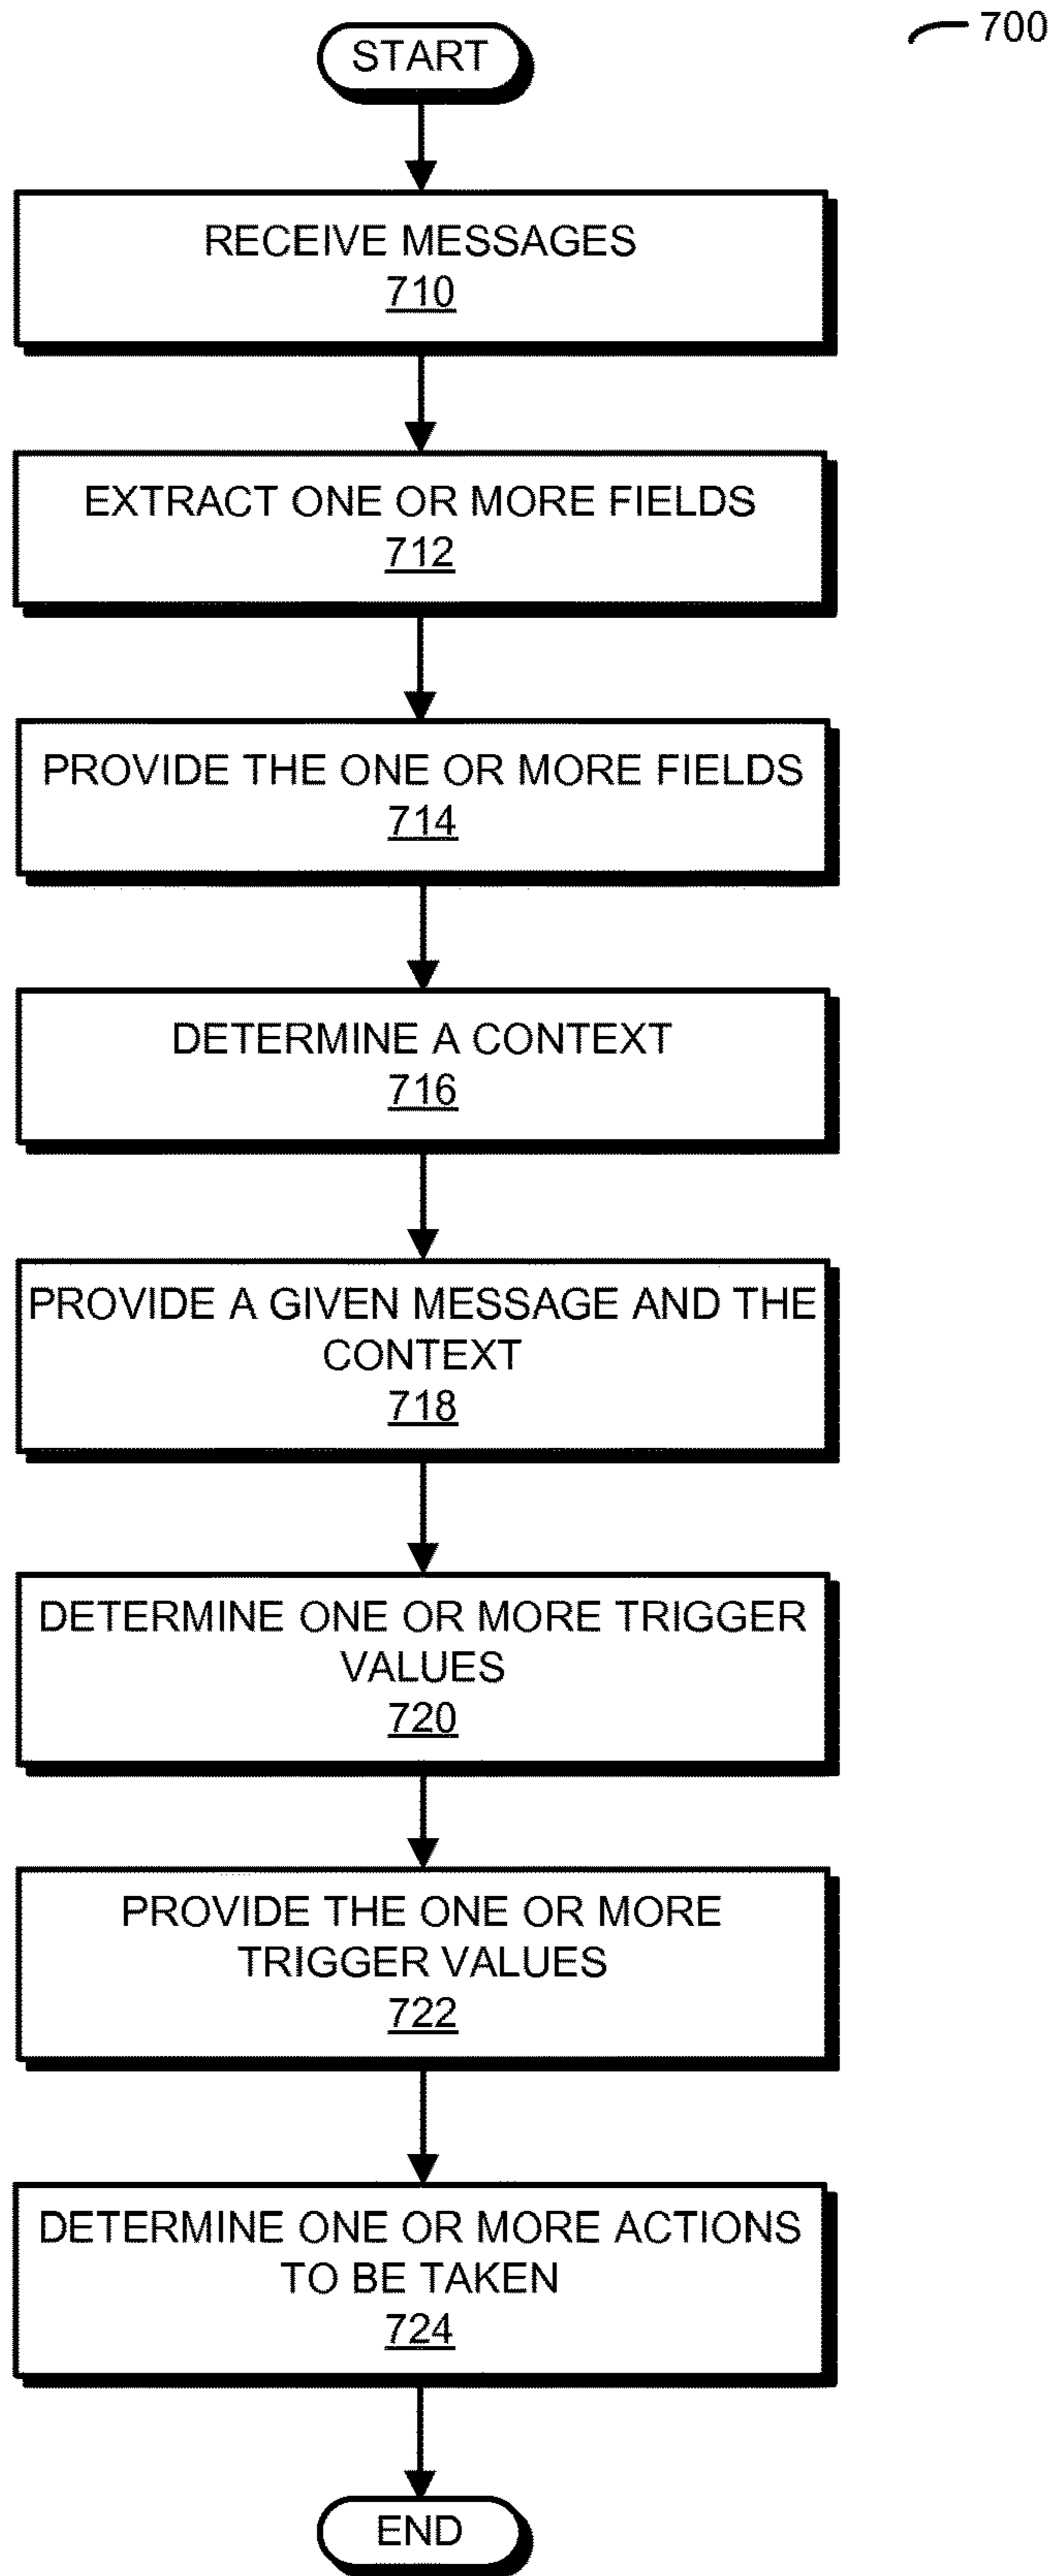 700
START
RECEIVE MESSAGES
710
EXTRACT ONE OR MORE FIELDS
712
PROVIDE THE ONE OR MORE FIELDS
714
DETERMINE A CONTEXT
716
PROVIDE A GIVEN MESSAGE AND THE
CONTEXT
718
DETERMINE ONE OR MORE TRIGGER
VALUES
720
PROVIDE THE ONE OR MORE
TRIGGER VALUES
722
DETERMINE ONE OR MORE ACTIONS
TO BE TAKEN
724
END